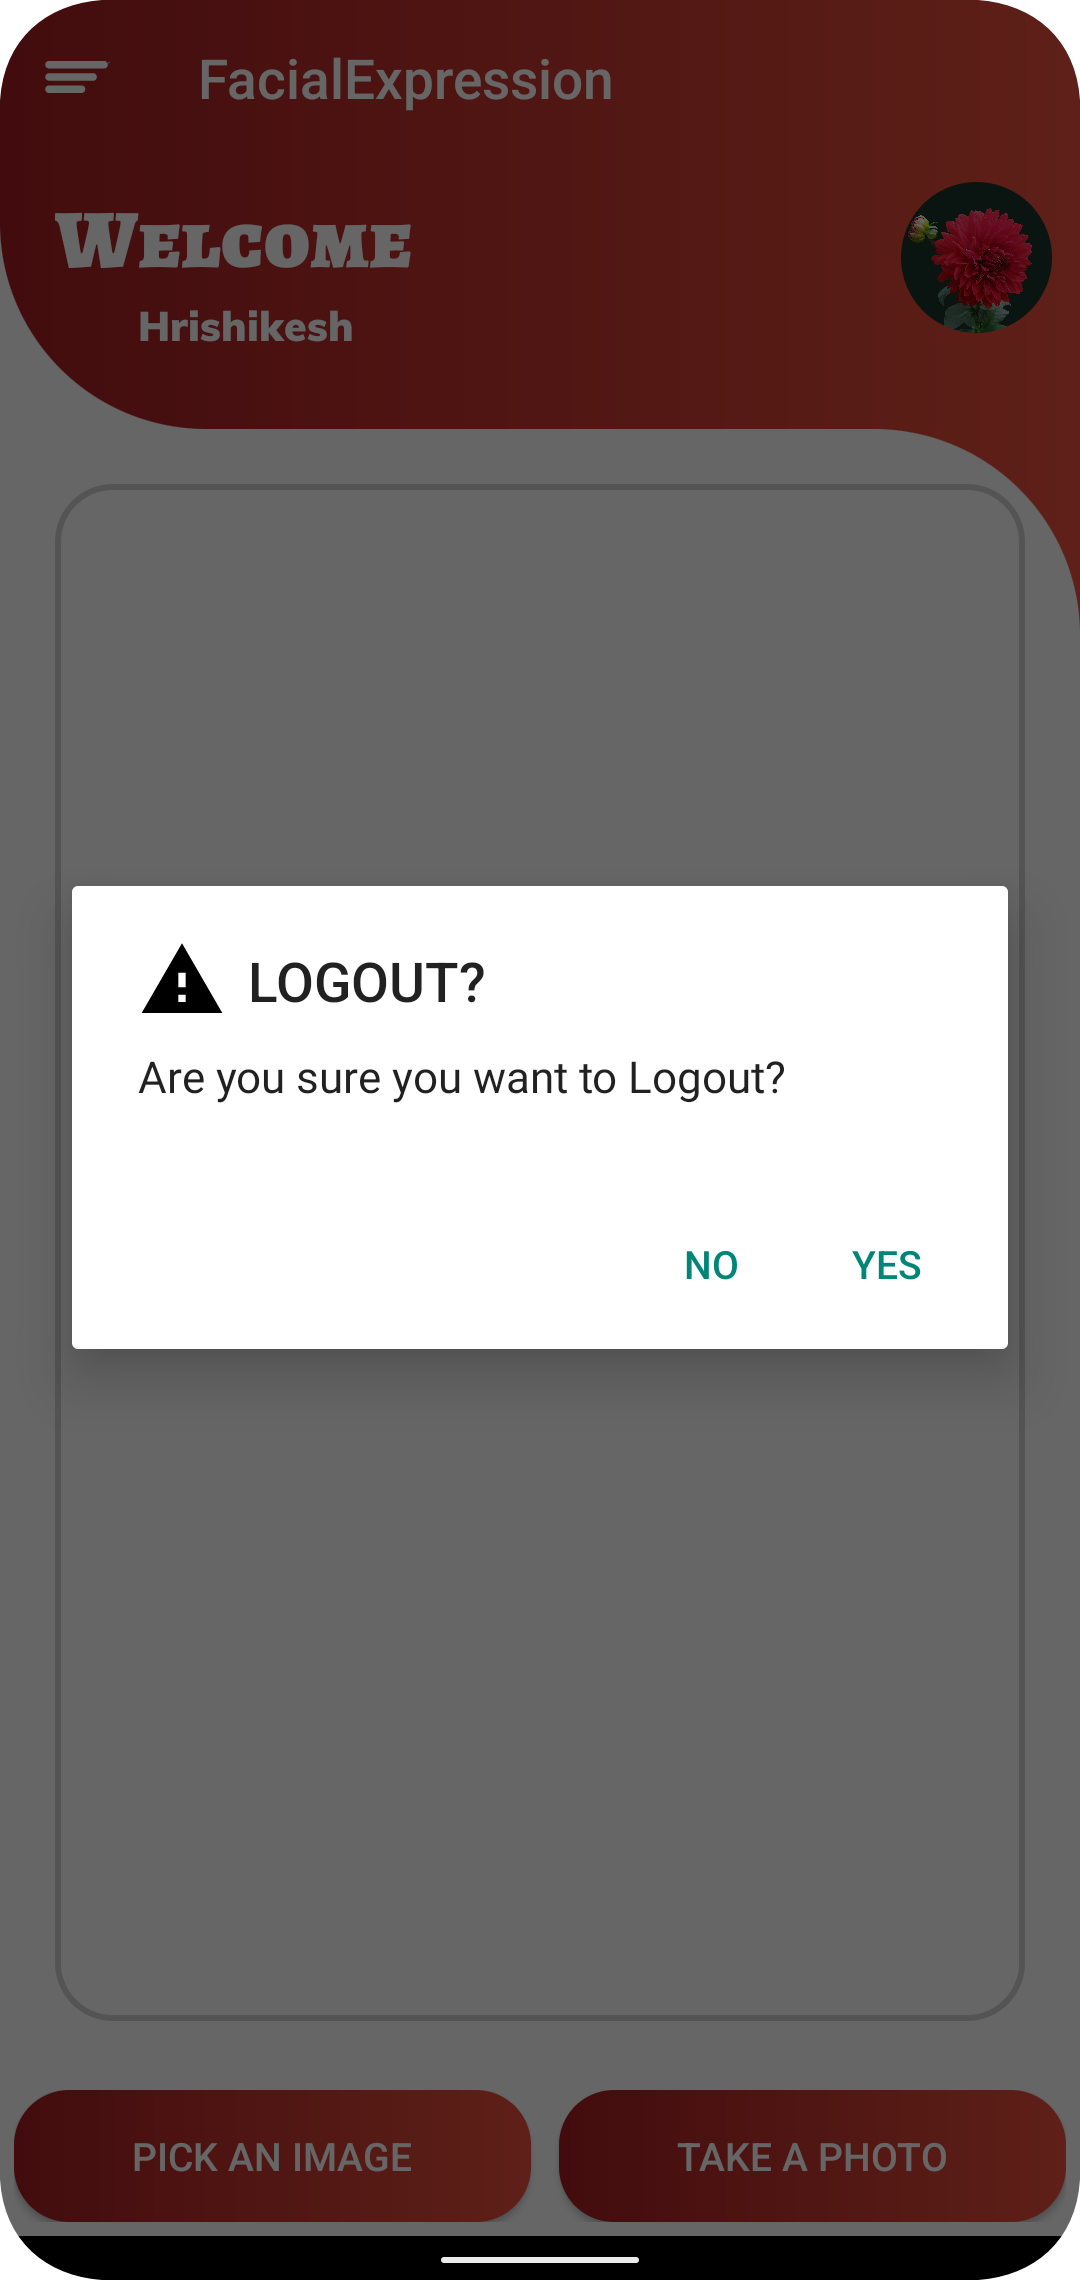 FacialExpression
WELCOME
Hrishikesh
LOGOUT?
Are you sure you want to Logout?
NO YES
PICK AN IMAGE TAKE A PHOTO